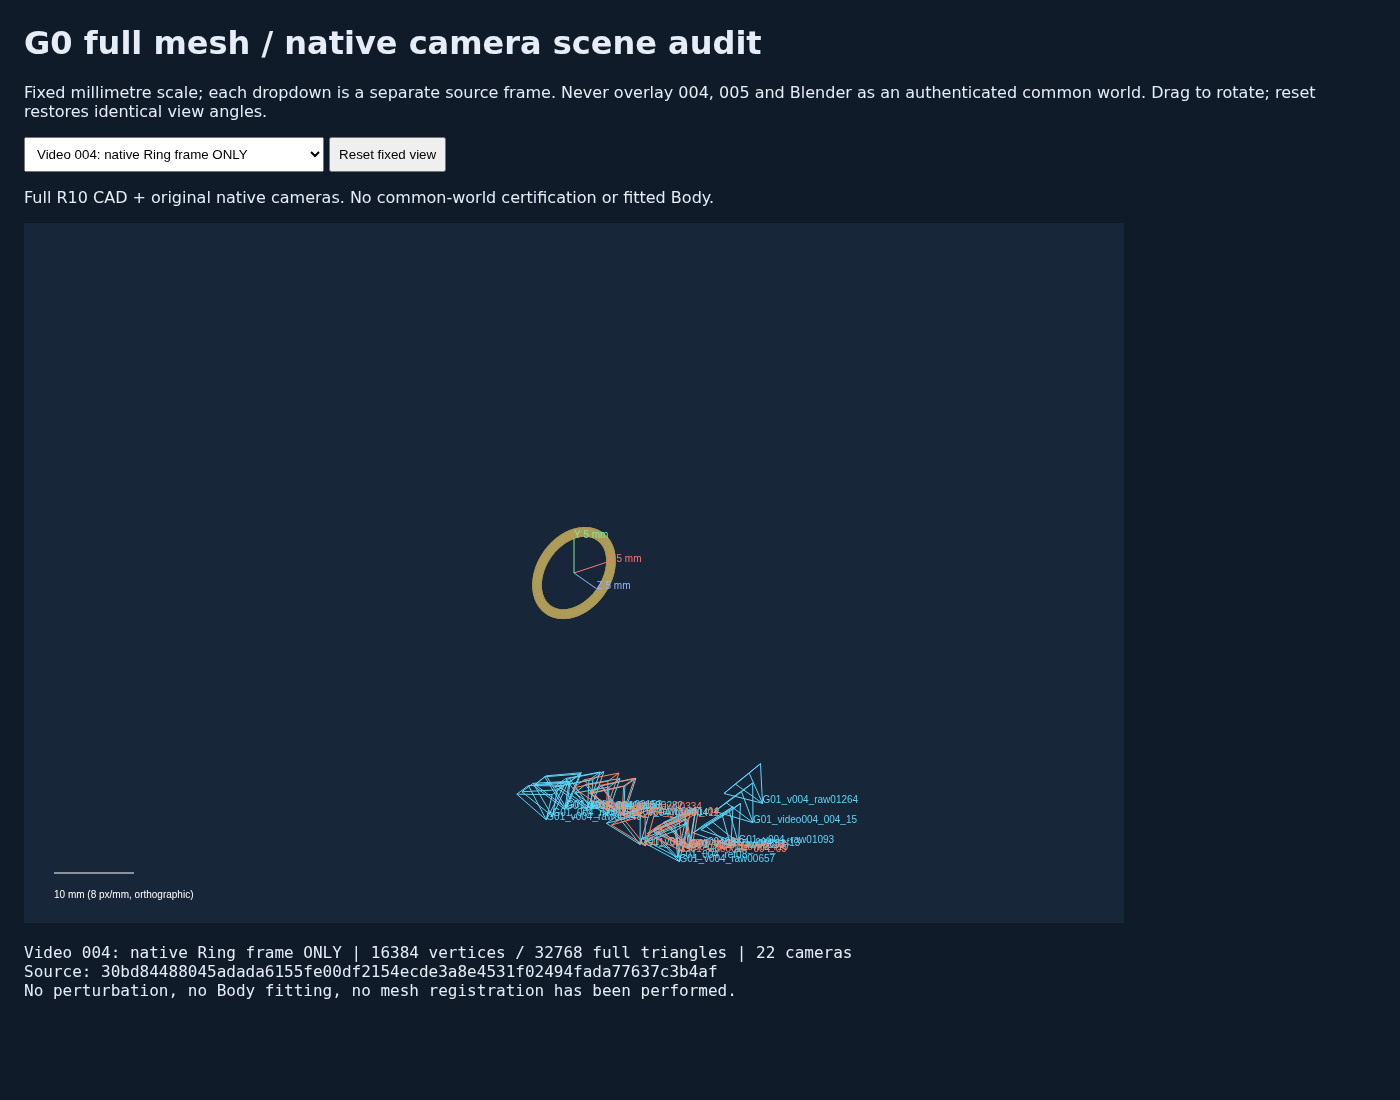 G0 full mesh / native camera scene audit
Fixed millimetre scale; each dropdown is a separate source frame. Never overlay 004, 005 and Blender as an authenticated common world. Drag to rotate; reset
restores identical view angles.
Video 004: native Ring frame ONLY
Reset fixed view
Full R10 CAD + original native cameras. No common-world certification or fitted Body.
Y 5 mm
5 mm
Z 5 mm
G01_v004_raw01264
G01_video004_004_15
G01_v004_raw01093
G01_v004_raw00657
10 mm (8 px/mm, orthographic)
Video 004: native Ring frame ONLY | 16384 vertices / 32768 full triangles | 22 cameras
Source: 30bd84488045adada6155fe00df2154ecde3a8e4531f02494fada77637c3b4af
No perturbation, no Body fitting, no mesh registration has been performed.